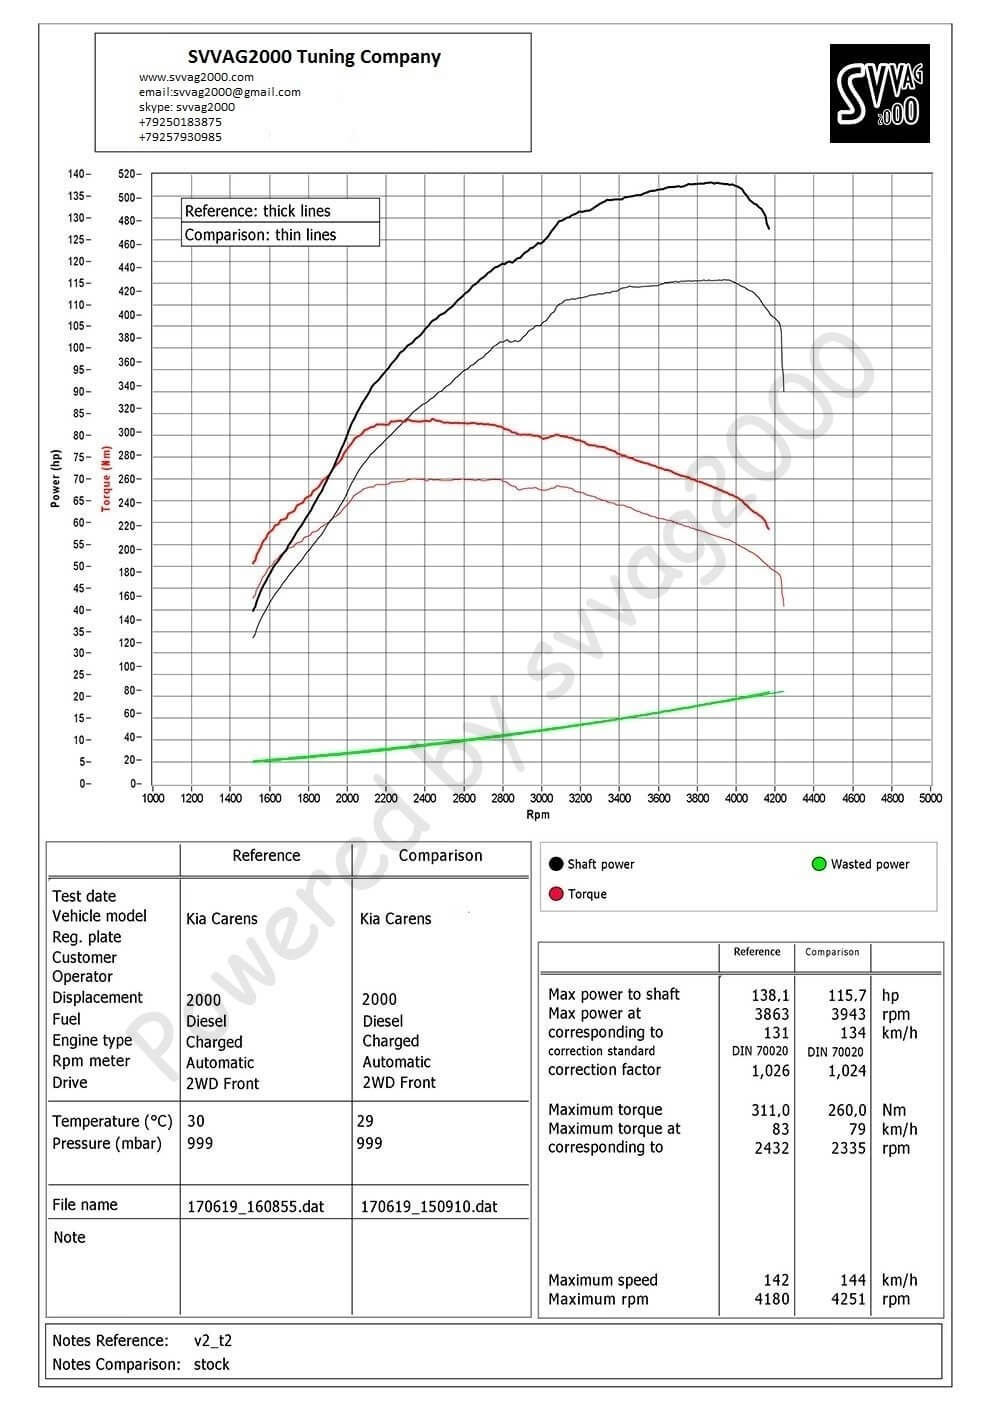 SVVAG2000 Tuning Company
www.svvag2000.com
email:svvag2000@gmail.com
skype: svvag2000
+79250183875
+79257930985
SVVAG
2000
140
135
130
125
120
115
110
105
100
95
90
85
80
75
70
65
60
55
50
45
40
35
30
25
20
15
10
5
0
Power (hp)
520
500
480
460
440
420
400
380
360
340
320
300
280
260
240
220
200
180
160
140
120
100
80
60
40
20
0
Torque (Nm)
Reference: thick lines
Comparison: thin lines
1000 1200 1400 1600 1800 2000 2200 2400 2600 2800 3000 3200 3400 3600 3800 4000 4200 4400 4600 4800 5000
Rpm
Powered by svvag2000
Reference Comparison
Test date
Vehicle model Kia Carens Kia Carens
Reg. plate
Customer
Operator
Displacement 2000 2000
Fuel Diesel Diesel
Engine type Charged Charged
Rpm meter Automatic Automatic
Drive 2WD Front 2WD Front
Temperature (°C) 30 29
Pressure (mbar) 999 999
File name 170619_160855.dat 170619_150910.dat
Note
Shaft power Wasted power
Torque
Reference Comparison
Max power to shaft 138,1 115,7 hp
Max power at 3863 3943 rpm
corresponding to 131 134 km/h
correction standard DIN 70020 DIN 70020
correction factor 1,026 1,024
Maximum torque 311,0 260,0 Nm
Maximum torque at 83 79 km/h
corresponding to 2432 2335 rpm
Maximum speed 142 144 km/h
Maximum rpm 4180 4251 rpm
Notes Reference: v2_t2
Notes Comparison: stock